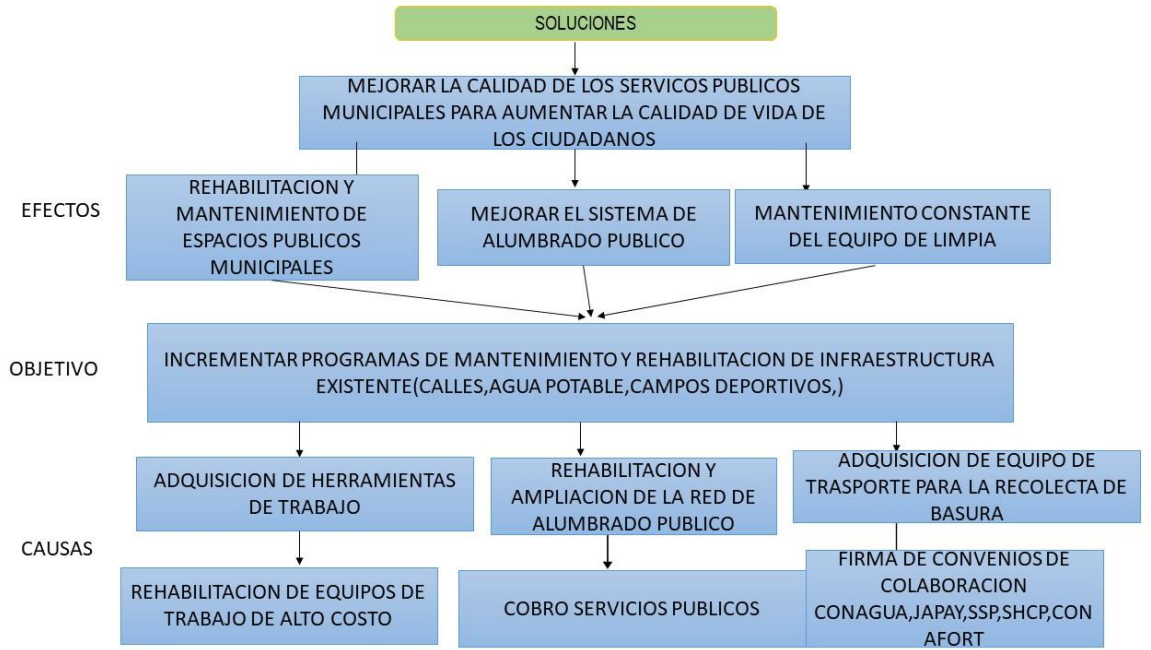 SOLUCIONES
MEJORAR LA CALIDAD DE LOS SERVICOS PUBLICOS
MUNICIPALES PARA AUMENTAR LA CALIDAD DE VIDA DE
LOS CIUDADANOS
EFECTOS
REHABILITACION Y
MANTENIMIENTO DE
ESPACIOS PUBLICOS
MUNICIPALES
MEJORAR EL SISTEMA DE
ALUMBRADO PUBLICO
MANTENIMIENTO CONSTANTE
DEL EQUIPO DE LIMPIA
OBJETIVO
INCREMENTAR PROGRAMAS DE MANTENIMIENTO Y REHABILITACION DE INFRAESTRUCTURA
EXISTENTE(CALLES,AGUA POTABLE,CAMPOS DEPORTIVOS,)
CAUSAS
ADQUISICION DE HERRAMIENTAS
DE TRABAJO
REHABILITACION Y
AMPLIACION DE LA RED DE
ALUMBRADO PUBLICO
ADQUISICION DE EQUIPO DE
TRASPORTE PARA LA RECOLECTA DE
BASURA
REHABILITACION DE EQUIPOS DE
TRABAJO DE ALTO COSTO
COBRO SERVICIOS PUBLICOS
FIRMA DE CONVENIOS DE
COLABORACION
CONAGUA,JAPAY,SSP,SHCP,CON
AFORT